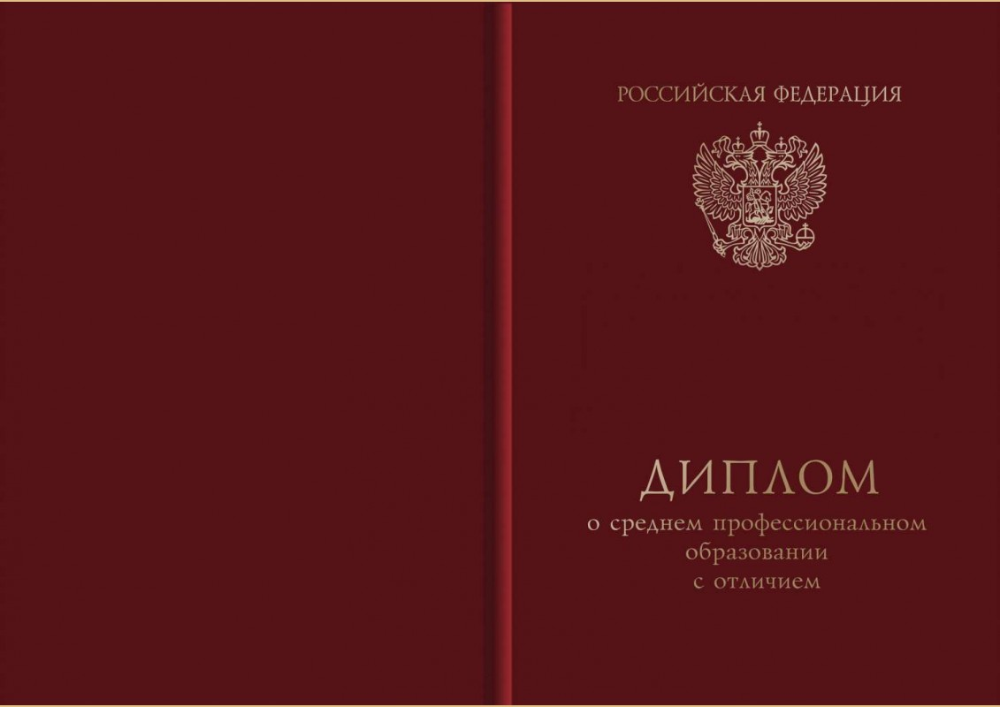 РОССИЙСКАЯ ФЕДЕРАЦИЯ
ДИПЛОМ
о среднем профессиональном
образовании
с отличием